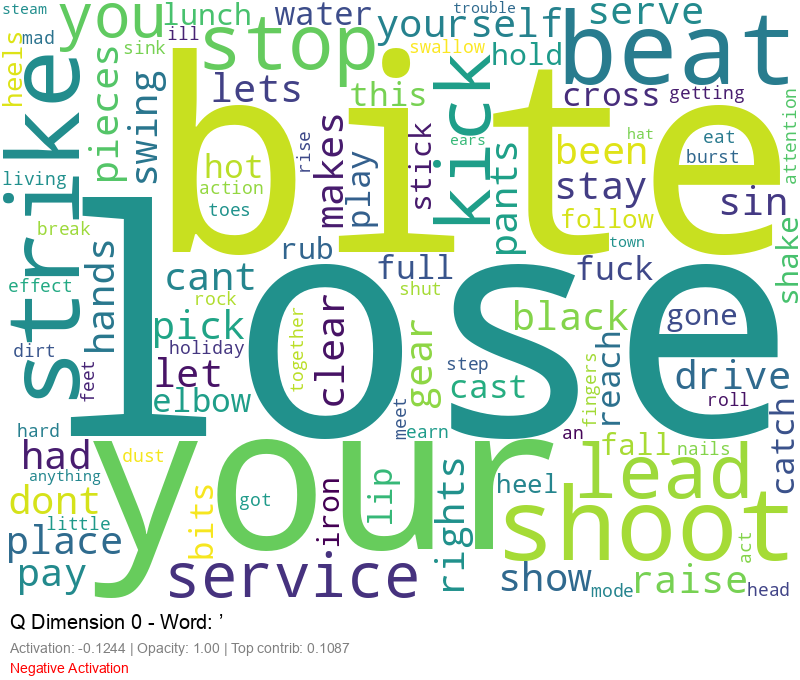 steam
mad
heels
you
ill
sink
lunch
stop
water
yourself
trouble
swallow
hold
serve
beat
strike
pieces
swing
lets
this
kick
ears
cross
getting
attention
bite
hot
action
toes
rise
makes
play
stick
pants
been
hat
eat
burst
living
break
stay
sin
follow
town
shake
effect
hands
cant
rub
full
fuck
rock
shut
lose
pick
clear
together
gear
black
gone
dirt
holiday
let
step
cast
fingers
reach
drive
feet
elbow
meet
earn
roll
catch
hard
had
anything
dust
your
an
fall
nails
lead
dont
little
bits
got
iron
lip
rights
heel
shoot
place
pay
service
show
mode
raise
act
head
Q Dimension 0 - Word: ’
Activation: -0.1244 | Opacity: 1.00 | Top contrib: 0.1087
Negative Activation